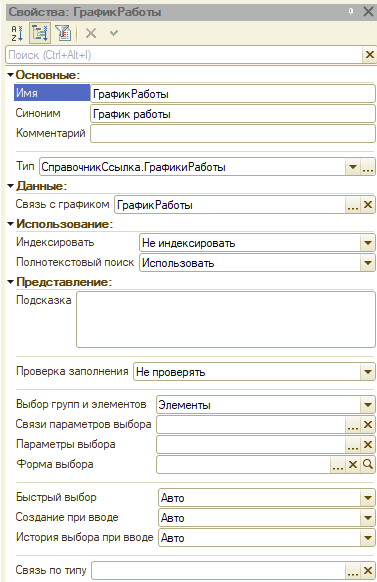 Свойства: ГрафикРаботы
Поиск (Ctrl+Alt+I)
Основные:
Имя ГрафикРаботы
Синоним График работы
Комментарий
Тип СправочникСсылка.ГрафикиРаботы
Данные:
Связь с графиком ГрафикРаботы
Использование:
Индексировать Не индексировать
Полнотекстовый поиск Использовать
Представление:
Подсказка
Проверка заполнения Не проверять
Выбор групп и элементов Элементы
Связи параметров выбора
Параметры выбора
Форма выбора
Быстрый выбор Авто
Создание при вводе Авто
История выбора при вводе Авто
Связь по типу